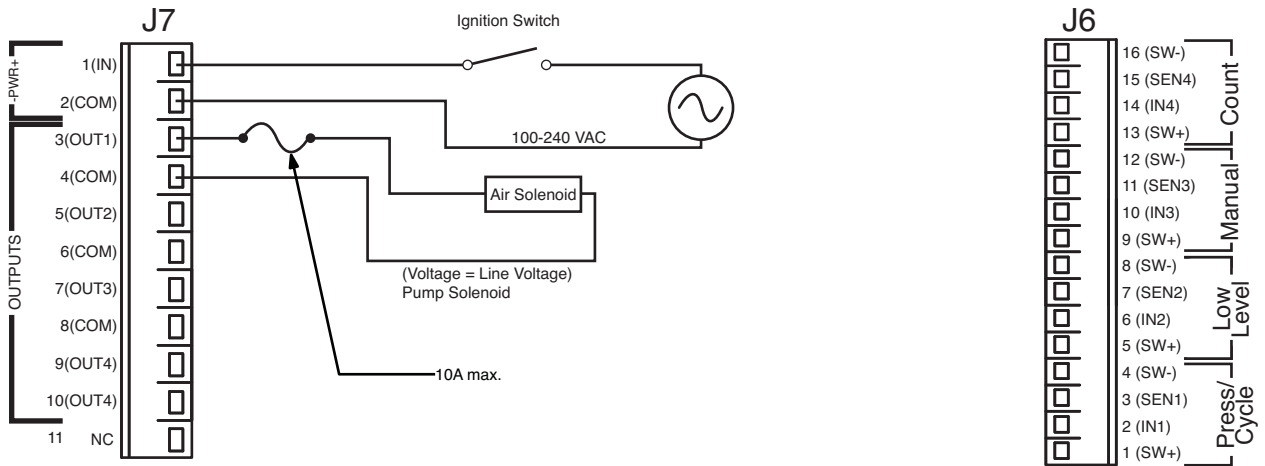 J7
Ignition Switch
-PWR+
1(IN)
2(COM)
3(OUT1)
4(COM)
5(OUT2)
6(COM)
7(OUT3)
8(COM)
9(OUT4)
10(OUT4)
11 NC
OUTPUTS
100-240 VAC
Air Solenoid
(Voltage = Line Voltage)
Pump Solenoid
10A max.
J6
16 (SW-)
15 (SEN4)
14 (IN4)
13 (SW+)
Count
12 (SW-)
11 (SEN3)
10 (IN3)
9 (SW+)
Manual
8 (SW-)
7 (SEN2)
6 (IN2)
5 (SW+)
Low
Level
4 (SW-)
3 (SEN1)
2 (IN1)
1 (SW+)
Press/
Cycle